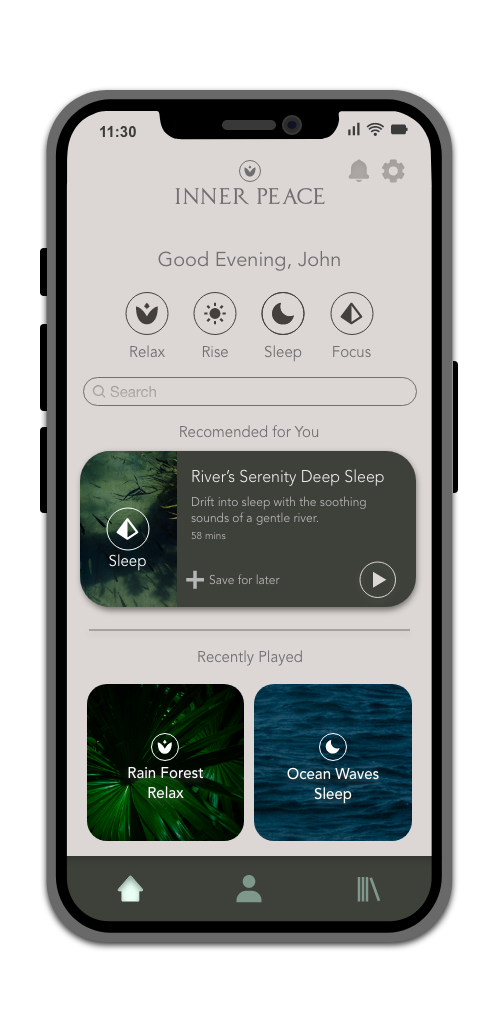 11:30
INNER PEACE
Good Evening, John
Relax
Rise
Sleep
Focus
Search
Recomended for You
River’s Serenity Deep Sleep
Drift into sleep with the soothing
sounds of a gentle river.
58 mins
Sleep
Save for later
Recently Played
Rain Forest
Relax
Ocean Waves
Sleep